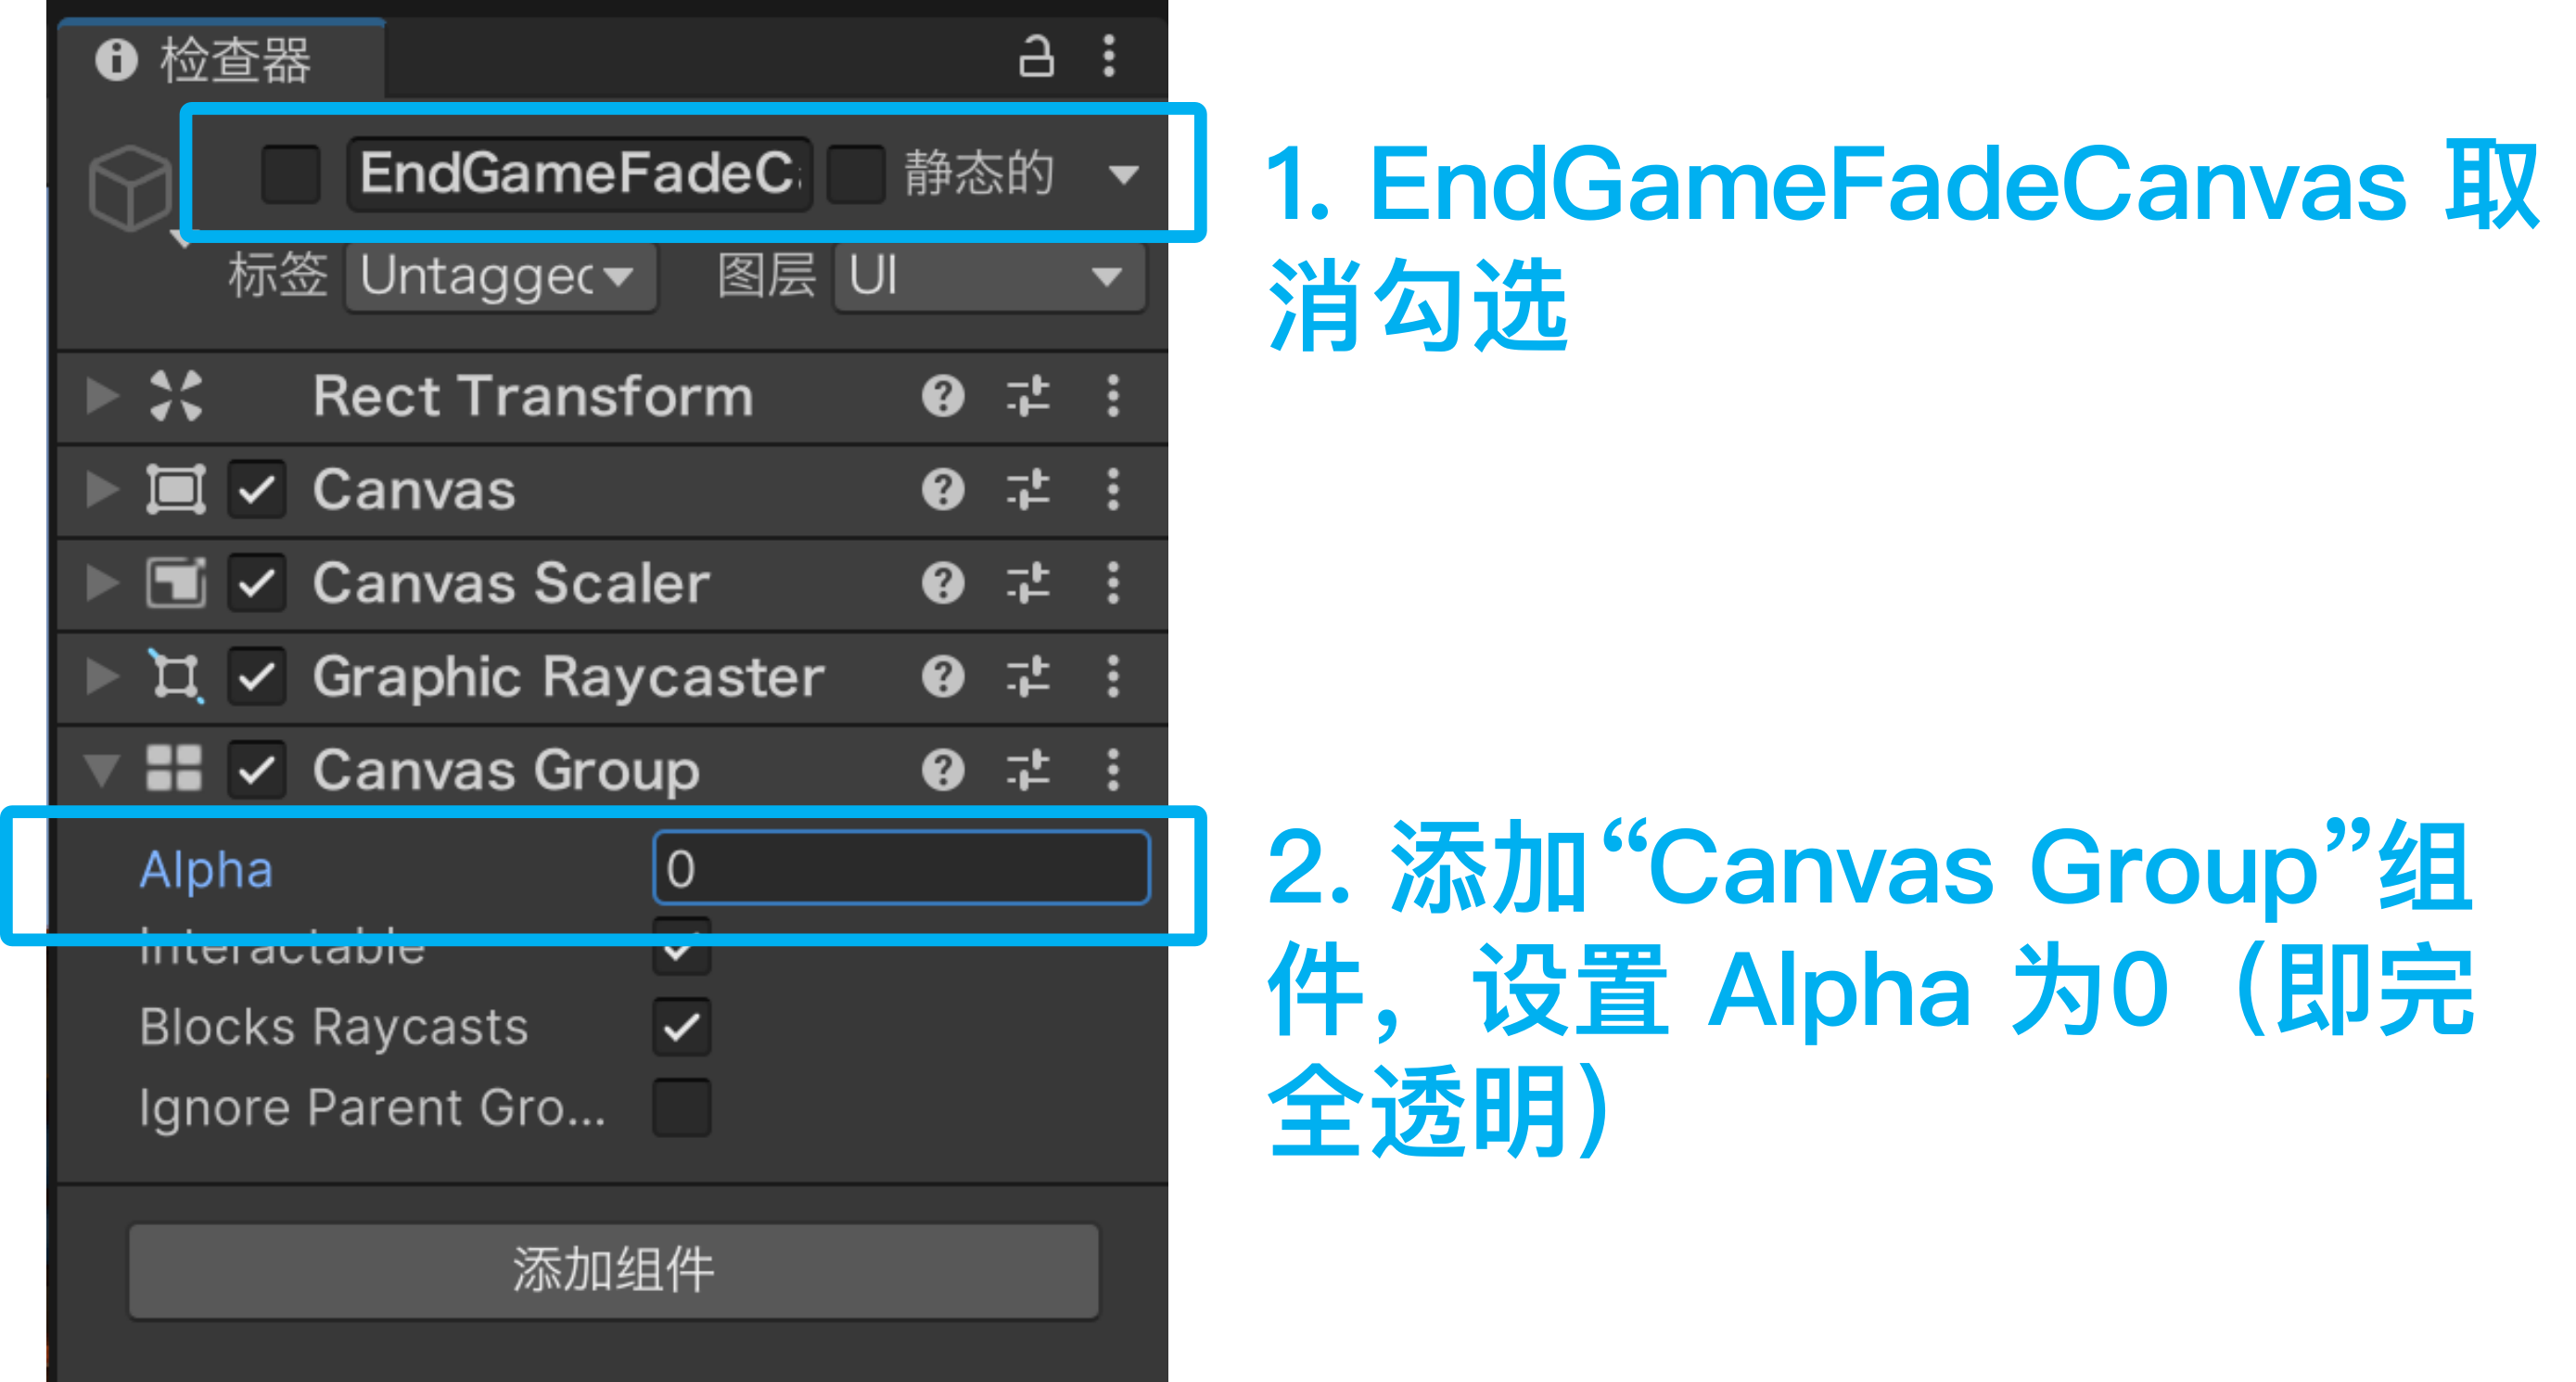 检查器
EndGameFadeC
静态的
标签 Untagged 图层 UI
Rect Transform
Canvas
Canvas Scaler
Graphic Raycaster
Canvas Group
Alpha 0
Interactable
Blocks Raycasts
Ignore Parent Gro...
添加组件
1. EndGameFadeCanvas 取
消勾选
2. 添加“Canvas Group”组
件，设置 Alpha 为0（即完
全透明）